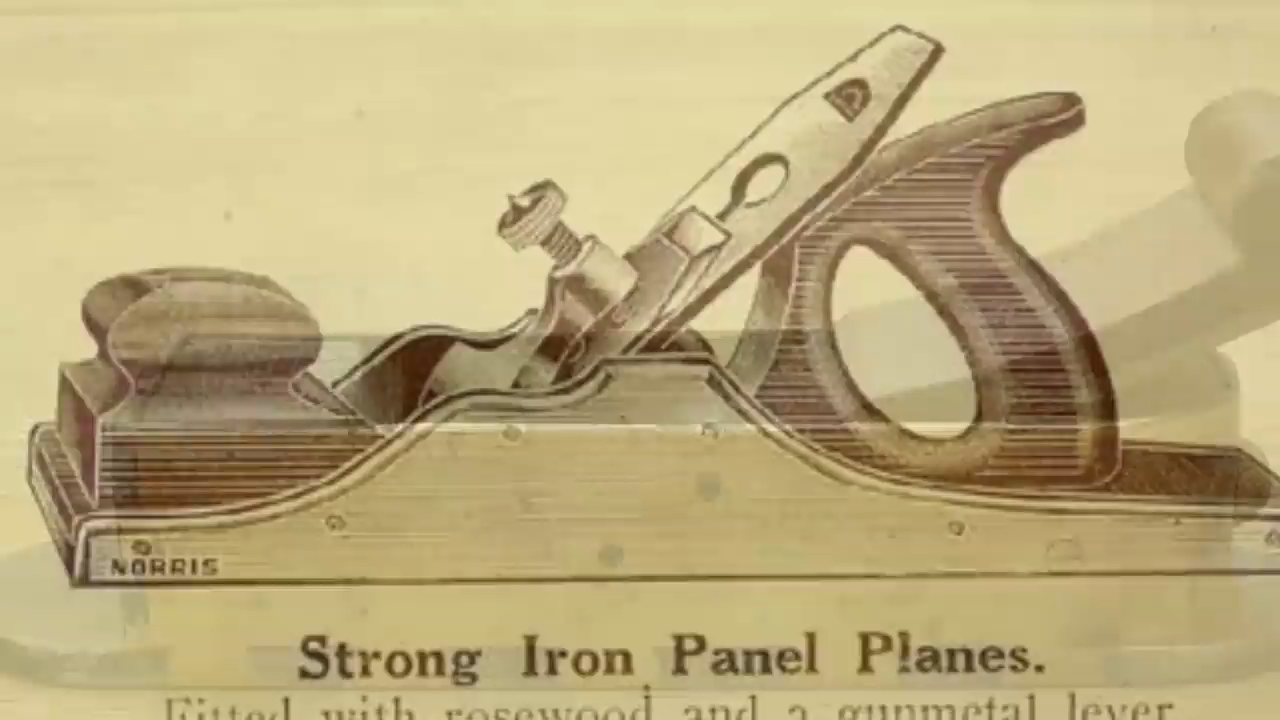 NORRIS
Strong Iron Panel Planes.
Fitted with rosewood and a gunmetal lever